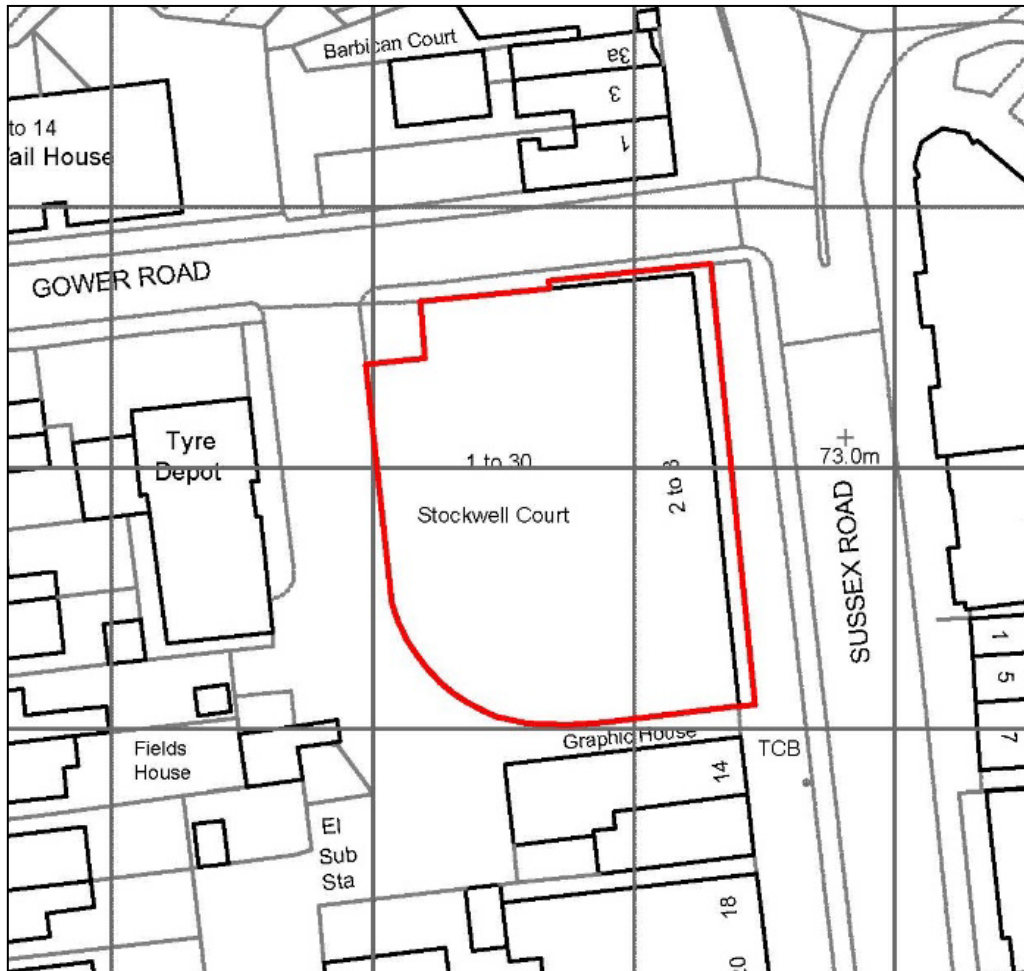 Barbican Court
3a
3
1
to 14
ail House
GOWER ROAD
Tyre
Depot
1 to 30
Stockwell Court
2 to 8
73.0m
SUSSEX ROAD
1
5
7
Fields
House
Graphic House
TCB
14
El
Sub
Sta
18
20